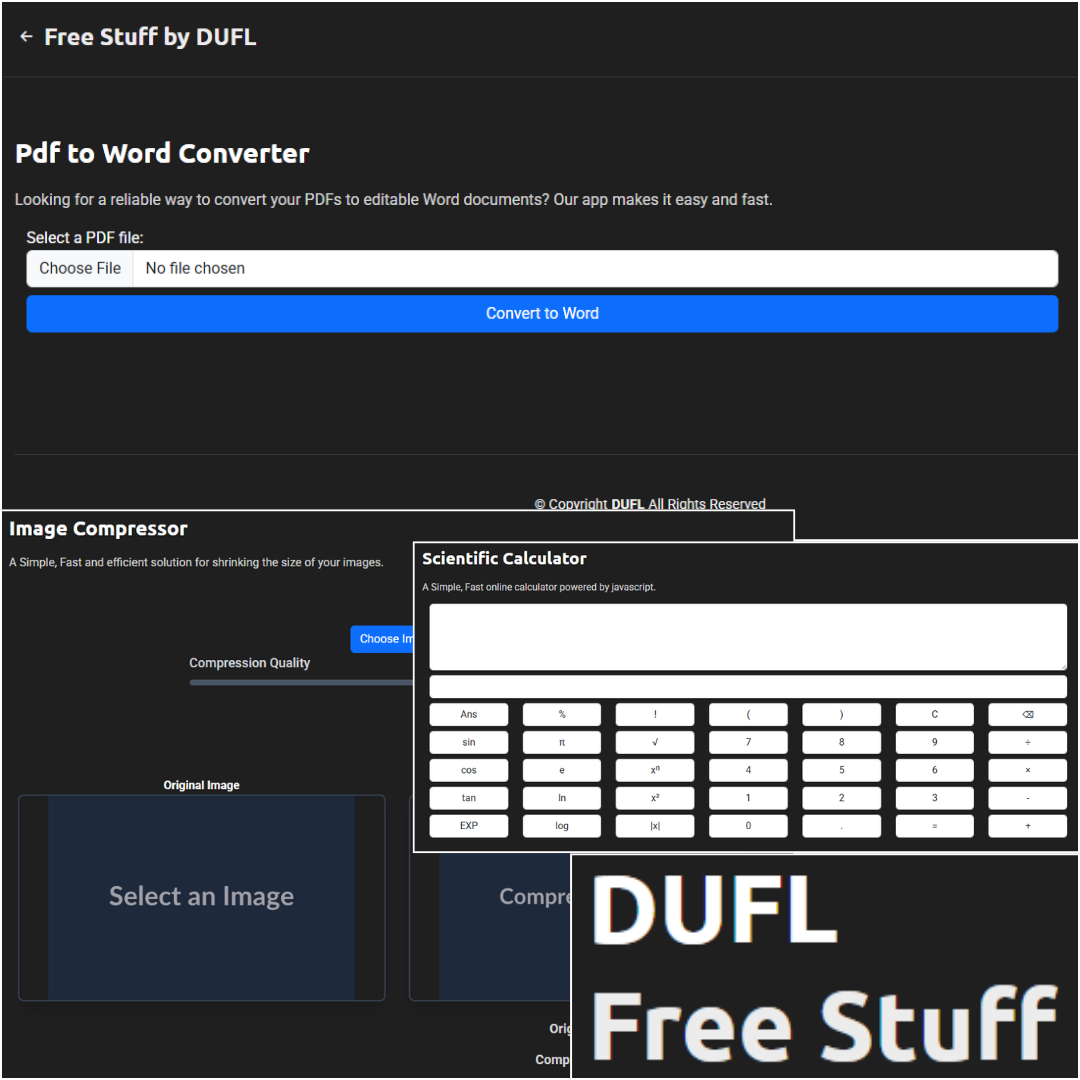 ← Free Stuff by DUFL
Pdf to Word Converter
Looking for a reliable way to convert your PDFs to editable Word documents? Our app makes it easy and fast.
Select a PDF file:
Choose File No file chosen
Convert to Word
© Copyright DUFL All Rights Reserved
Image Compressor
A Simple, Fast and efficient solution for shrinking the size of your images.
Choose Im
Compression Quality
Original Image
Select an Image
Compre
Orig
Comp
Scientific Calculator
A Simple, Fast online calculator powered by javascript.
Ans % ! ( ) C ⌫
sin π √ 7 8 9 ÷
cos e xⁿ 4 5 6 ×
tan ln x² 1 2 3 -
EXP log |x| 0 . = +
DUFL
Free Stuff